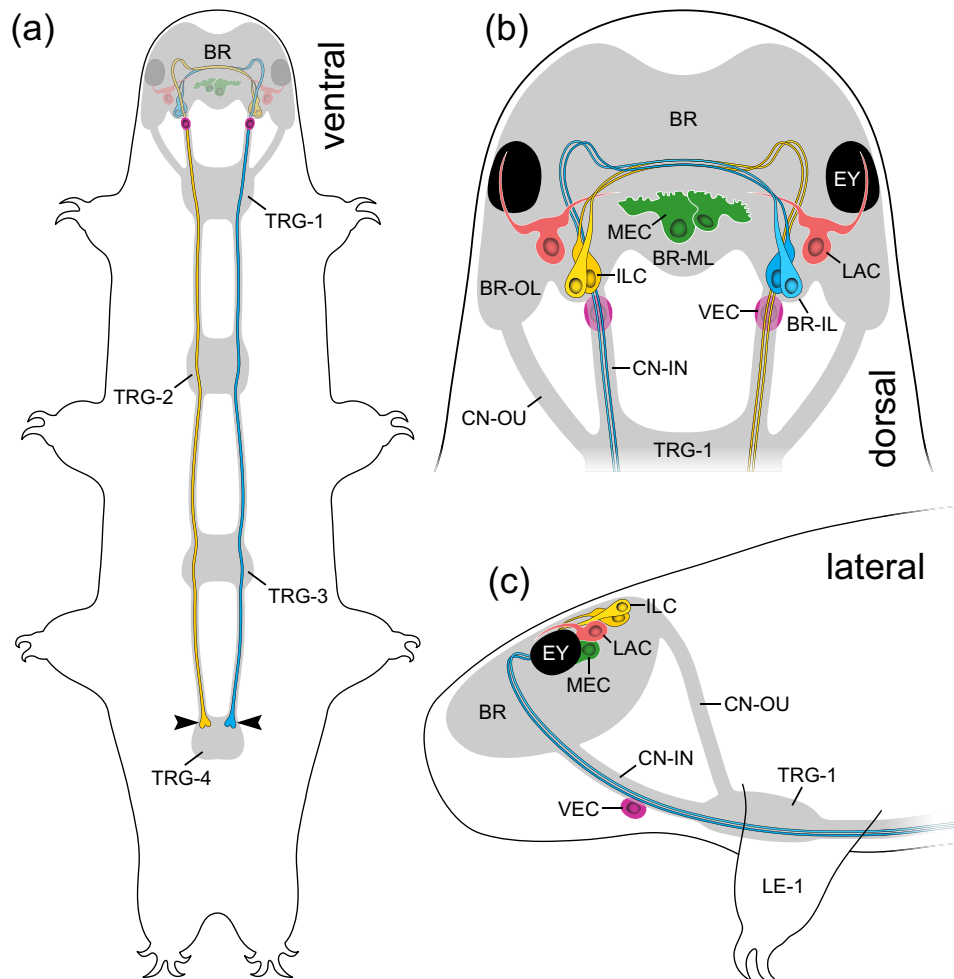 (a)
BR
ventral
TRG-1
TRG-2
TRG-3
TRG-4
(b)
BR
EY
MEC
BR-ML
LAC
BR-OL
ILC
VEC
BR-IL
CN-IN
CN-OU
TRG-1
dorsal
(c)
lateral
ILC
LAC
EY
MEC
BR
CN-OU
CN-IN
TRG-1
VEC
LE-1